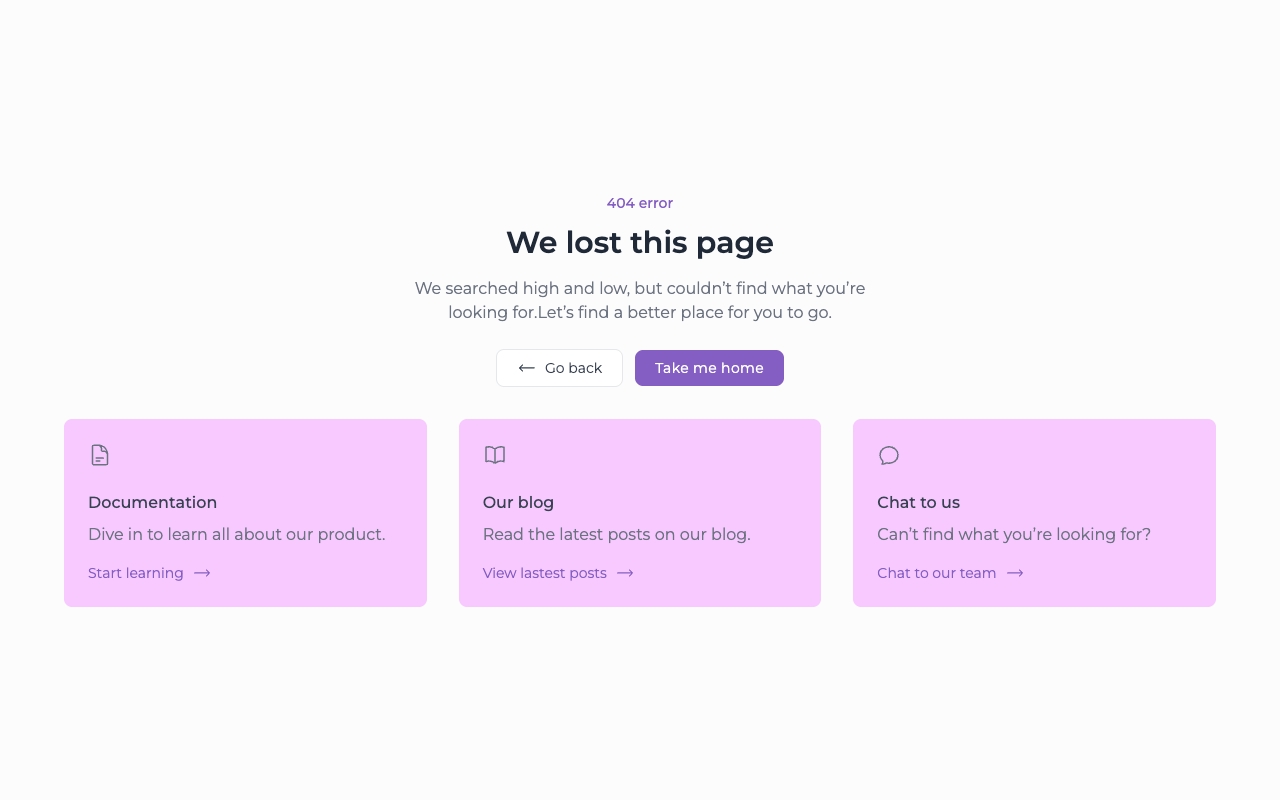 404 error
We lost this page
We searched high and low, but couldn’t find what you’re
looking for.Let’s find a better place for you to go.
Go back
Take me home
Documentation
Dive in to learn all about our product.
Start learning
Our blog
Read the latest posts on our blog.
View lastest posts
Chat to us
Can’t find what you’re looking for?
Chat to our team